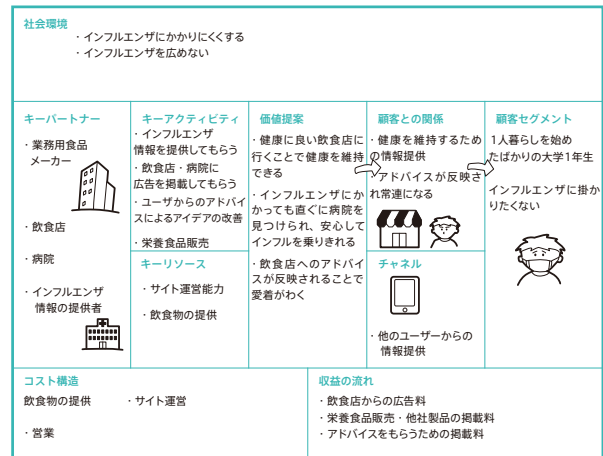 社会環境
・インフルエンザにかかりにくくする
・インフルエンザを広めない
キーパートナー
・業務用食品
メーカー
・飲食店
・病院
・インフルエンザ
情報の提供者
キーアクティビティ
・インフルエンザ
情報を提供してもらう
・飲食店・病院に
広告を掲載してもらう
・ユーザからのアドバイ
スによるアイデアの改善
・栄養食品販売
キーリソース
・サイト運営能力
・飲食物の提供
価値提案
・健康に良い飲食店に
行くことで健康を維持
できる
・インフルエンザにか
かっても直ぐに病院を
見つけられ、安心して
インフルを乗りきれる
・飲食店へのアドバイ
スが反映されることで
愛着がわく
顧客との関係
・健康を維持するため
の情報提供
・アドバイスが反映さ
れ常連になる
チャネル
・他のユーザーからの
情報提供
顧客セグメント
1人暮らしを始め
たばかりの大学1年生
インフルエンザに掛か
りたくない
コスト構造
飲食物の提供 ・サイト運営
・営業
収益の流れ
・飲食店からの広告料
・栄養食品販売・他社製品の掲載料
・アドバイスをもらうための掲載料